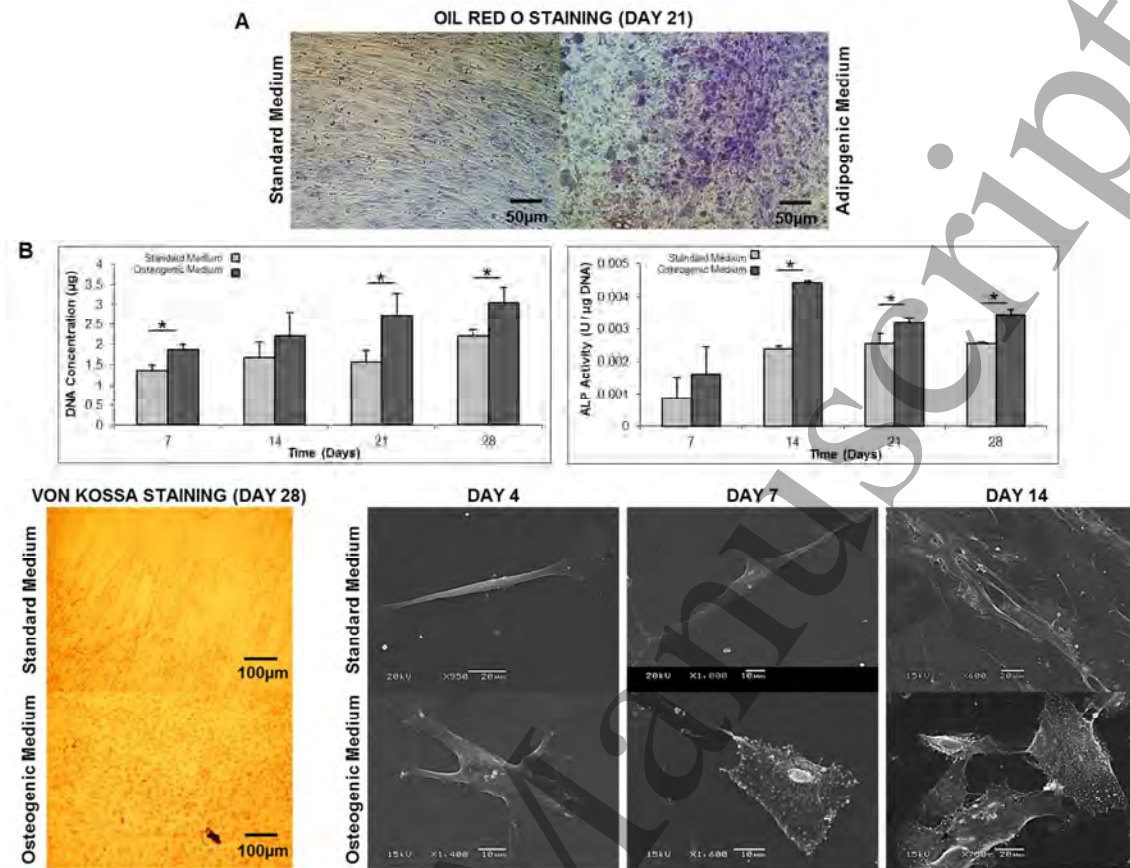 A
OIL RED O STAINING (DAY 21)
Standard Medium
Adipogenic Medium
50µm
50µm
B
Standard Medium
Osteogenic Medium
DNA Concentration (µg)
4
3.5
3
2.5
2
1.5
1
0.5
0
*
*
*
7
14
21
28
Time (Days)
Standard Medium
Osteogenic Medium
ALP Activity (U/ µg DNA)
0.005
0.004
0.003
0.002
0.001
0
*
*
*
7
14
21
28
Time (Days)
VON KOSSA STAINING (DAY 28)
Standard Medium
Osteogenic Medium
100µm
100µm
DAY 4
DAY 7
DAY 14
Standard Medium
Osteogenic Medium
20kV X950 20µm
20kV X1,000 10µm
15kV X600 20µm
15kV X1,400 10µm
15kV X1,600 10µm
15kV X700 20µm
Manuscript